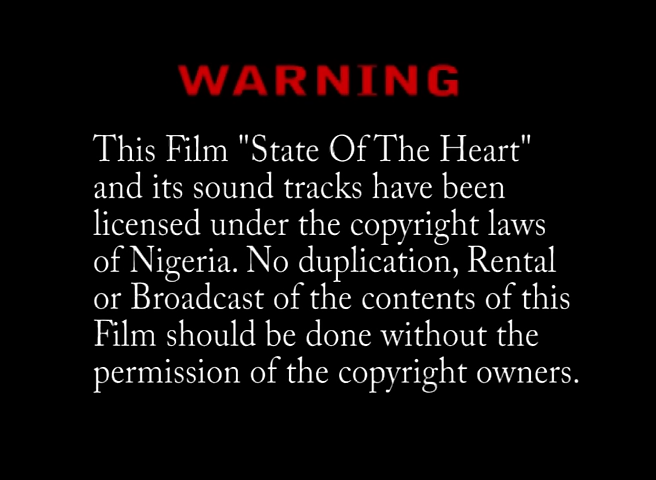 WARNING
This Film "State Of The Heart"
and its sound tracks have been
licensed under the copyright laws
of Nigeria. No duplication, Rental
or Broadcast of the contents of this
Film should be done without the
permission of the copyright owners.